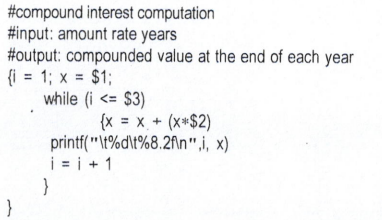 #compound interest computation
#input: amount rate years
#output: compounded value at the end of each year
{i = 1; x = $1;
while (i <= $3)
{x = x + (x*$2)
printf("\t%d\t%8.2f\n",i, x)
i = i + 1
}
}